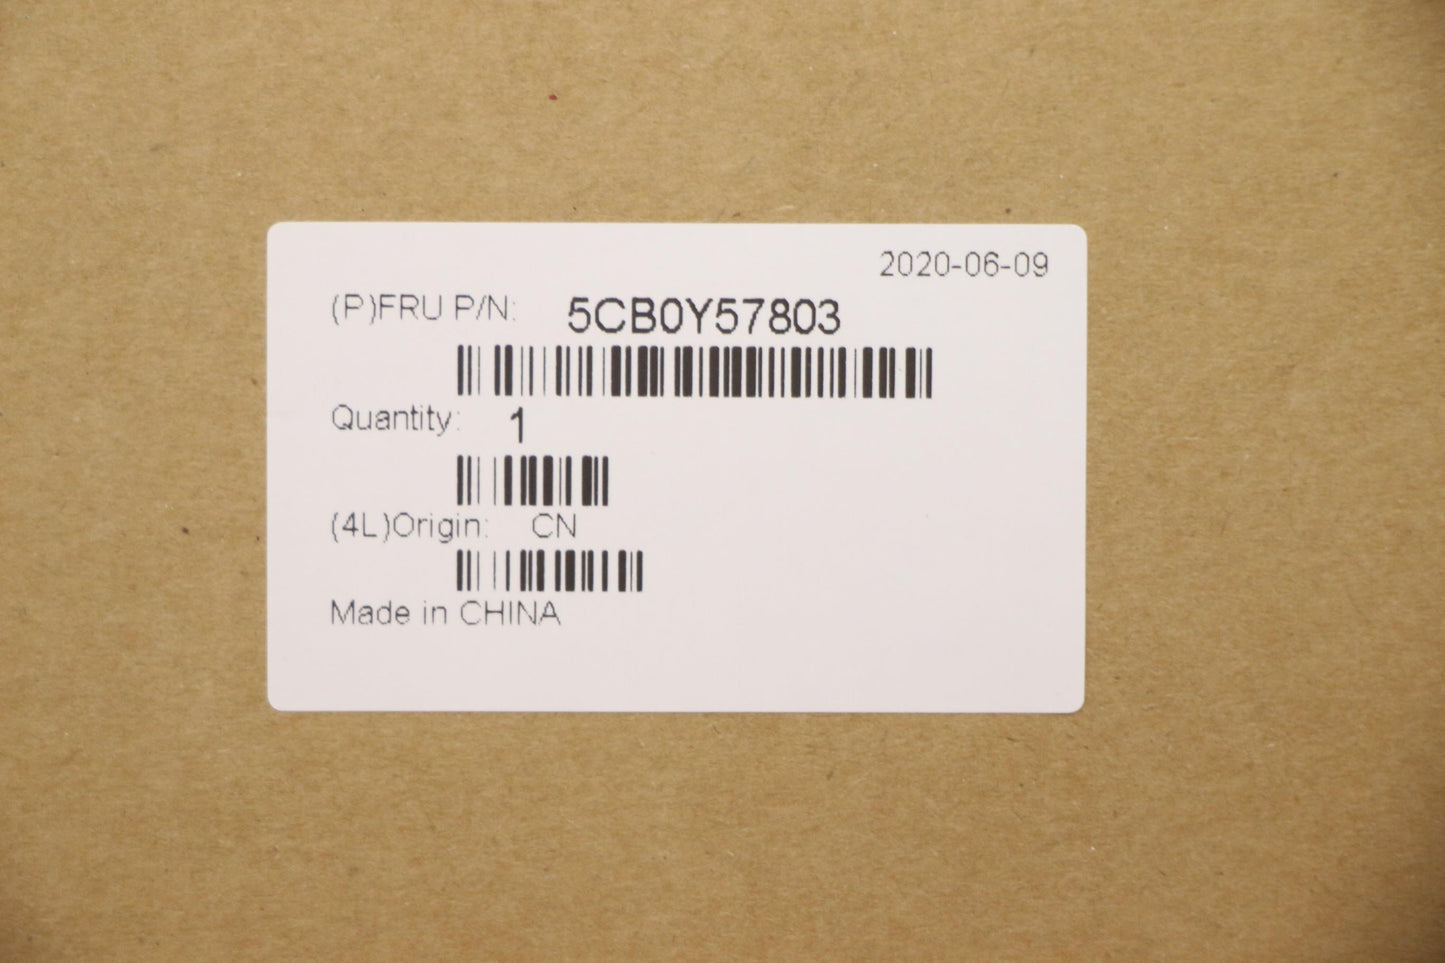 2020-06-09
(P)FRU P/N: 5CB0Y57803
Quantity: 1
(4L)Origin: CN
Made in CHINA